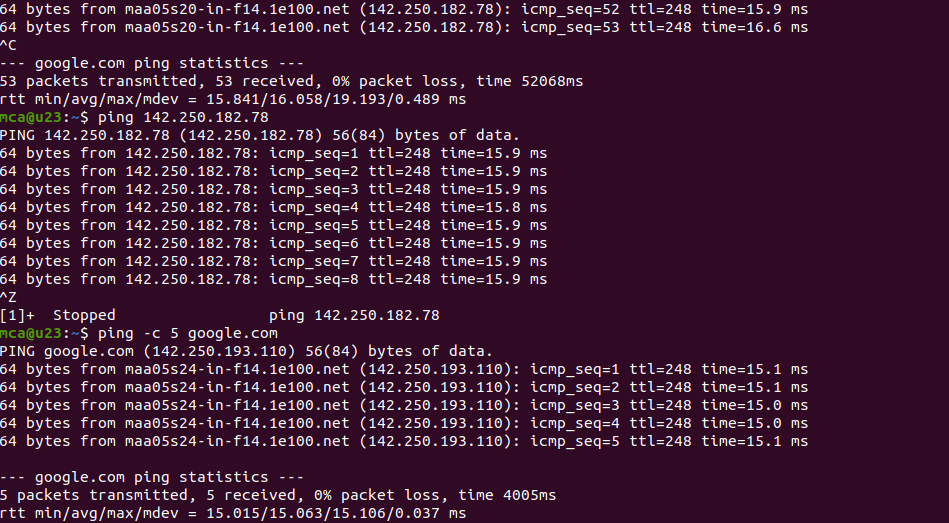 64 bytes from maa05s20-in-f14.1e100.net (142.250.182.78): icmp_seq=52 ttl=248 time=15.9 ms
64 bytes from maa05s20-in-f14.1e100.net (142.250.182.78): icmp_seq=53 ttl=248 time=16.6 ms
^C
--- google.com ping statistics ---
53 packets transmitted, 53 received, 0% packet loss, time 52068ms
rtt min/avg/max/mdev = 15.841/16.058/19.193/0.489 ms
mca@u23:~$ ping 142.250.182.78
PING 142.250.182.78 (142.250.182.78) 56(84) bytes of data.
64 bytes from 142.250.182.78: icmp_seq=1 ttl=248 time=15.9 ms
64 bytes from 142.250.182.78: icmp_seq=2 ttl=248 time=15.9 ms
64 bytes from 142.250.182.78: icmp_seq=3 ttl=248 time=15.9 ms
64 bytes from 142.250.182.78: icmp_seq=4 ttl=248 time=15.8 ms
64 bytes from 142.250.182.78: icmp_seq=5 ttl=248 time=15.9 ms
64 bytes from 142.250.182.78: icmp_seq=6 ttl=248 time=15.9 ms
64 bytes from 142.250.182.78: icmp_seq=7 ttl=248 time=15.9 ms
64 bytes from 142.250.182.78: icmp_seq=8 ttl=248 time=15.9 ms
^Z
[1]+  Stopped                 ping 142.250.182.78
mca@u23:~$ ping -c 5 google.com
PING google.com (142.250.193.110) 56(84) bytes of data.
64 bytes from maa05s24-in-f14.1e100.net (142.250.193.110): icmp_seq=1 ttl=248 time=15.1 ms
64 bytes from maa05s24-in-f14.1e100.net (142.250.193.110): icmp_seq=2 ttl=248 time=15.1 ms
64 bytes from maa05s24-in-f14.1e100.net (142.250.193.110): icmp_seq=3 ttl=248 time=15.0 ms
64 bytes from maa05s24-in-f14.1e100.net (142.250.193.110): icmp_seq=4 ttl=248 time=15.0 ms
64 bytes from maa05s24-in-f14.1e100.net (142.250.193.110): icmp_seq=5 ttl=248 time=15.1 ms
--- google.com ping statistics ---
5 packets transmitted, 5 received, 0% packet loss, time 4005ms
rtt min/avg/max/mdev = 15.015/15.063/15.106/0.037 ms